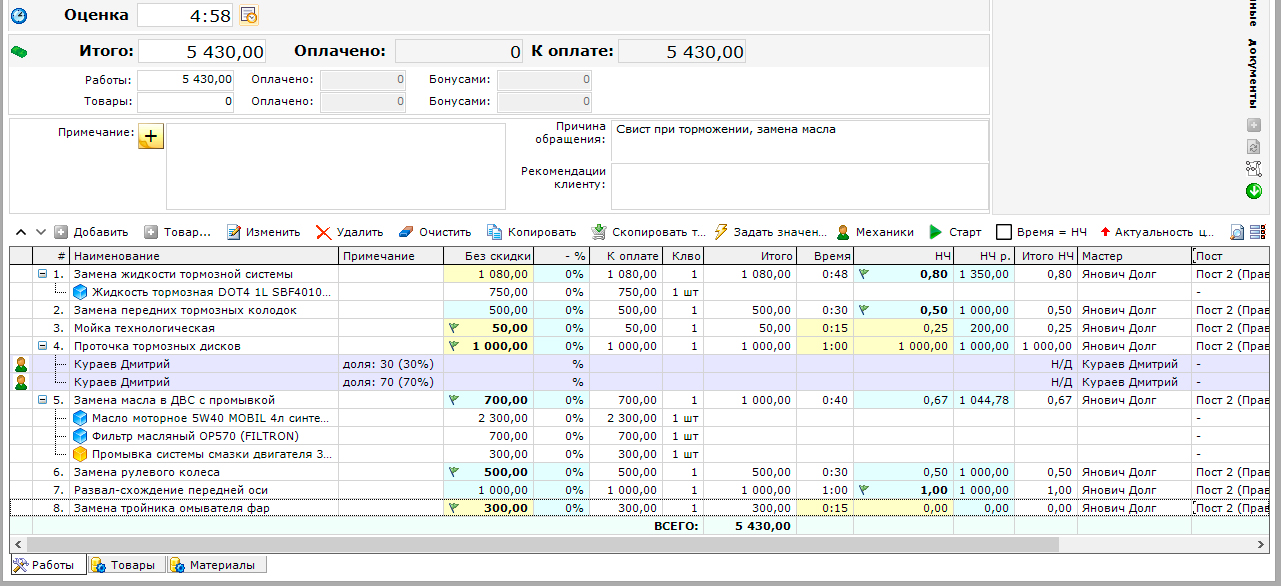 Оценка 4:58
Итого: 5 430,00 Оплачено: 0 К оплате: 5 430,00
Работы: 5 430,00 Оплачено: 0 Бонусами: 0
Товары: 0 Оплачено: 0 Бонусами: 0
Примечание:
Причина обращения: Свист при торможении, замена масла
Рекомендации клиенту:
документы
Добавить Товар... Изменить Удалить Очистить Копировать Скопировать т... Задать значен... Механики Старт Время = НЧ Актуальность ц...
# Наименование Примечание Без скидки - % К оплате Клво Итого Время НЧ НЧ р. Итого НЧ Мастер Пост
1. Замена жидкости тормозной системы 1 080,00 0% 1 080,00 1 1 080,00 0:48 0,80 1 350,00 0,80 Янович Долг Пост 2 (Прав
Жидкость тормозная DOT4 1L SBF4010... 750,00 0% 750,00 1 шт -
2. Замена передних тормозных колодок 500,00 0% 500,00 1 500,00 0:30 0,50 1 000,00 0,50 Янович Долг Пост 2 (Прав
3. Мойка технологическая 50,00 0% 50,00 1 50,00 0:15 0,25 200,00 0,25 Янович Долг Пост 2 (Прав
4. Проточка тормозных дисков 1 000,00 0% 1 000,00 1 1 000,00 1:00 1 000,00 1 000,00 1 000,00 Янович Долг Пост 2 (Прав
Кураев Дмитрий доля: 30 (30%) % Н/Д Кураев Дмитрий -
Кураев Дмитрий доля: 70 (70%) % Н/Д Кураев Дмитрий -
5. Замена масла в ДВС с промывкой 700,00 0% 700,00 1 1 000,00 0:40 0,67 1 044,78 0,67 Янович Долг Пост 2 (Прав
Масло моторное 5W40 MOBIL 4л синте... 2 300,00 0% 2 300,00 1 шт -
Фильтр масляный OP570 (FILTRON) 700,00 0% 700,00 1 шт -
Промывка системы смазки двигателя 3... 300,00 0% 300,00 1 шт -
6. Замена рулевого колеса 500,00 0% 500,00 1 500,00 0:30 0,50 1 000,00 0,50 Янович Долг Пост 2 (Прав
7. Развал-схождение передней оси 1 000,00 0% 1 000,00 1 1 000,00 1:00 1,00 1 000,00 1,00 Янович Долг Пост 2 (Прав
8. Замена тройника омывателя фар 300,00 0% 300,00 1 300,00 0:15 0,00 0,00 0,00 Янович Долг Пост 2 (Прав
ВСЕГО: 5 430,00
Работы Товары Материалы